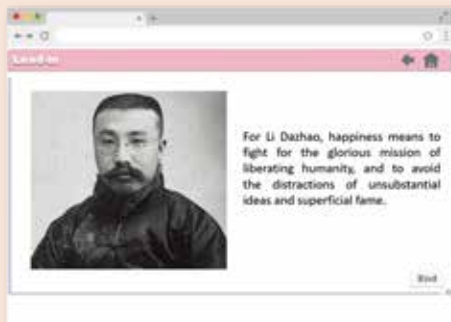 Lead-in
For Li Dazhao, happiness means to
fight for the glorious mission of
liberating humanity, and to avoid
the distractions of unsubstantial
ideas and superficial fame.